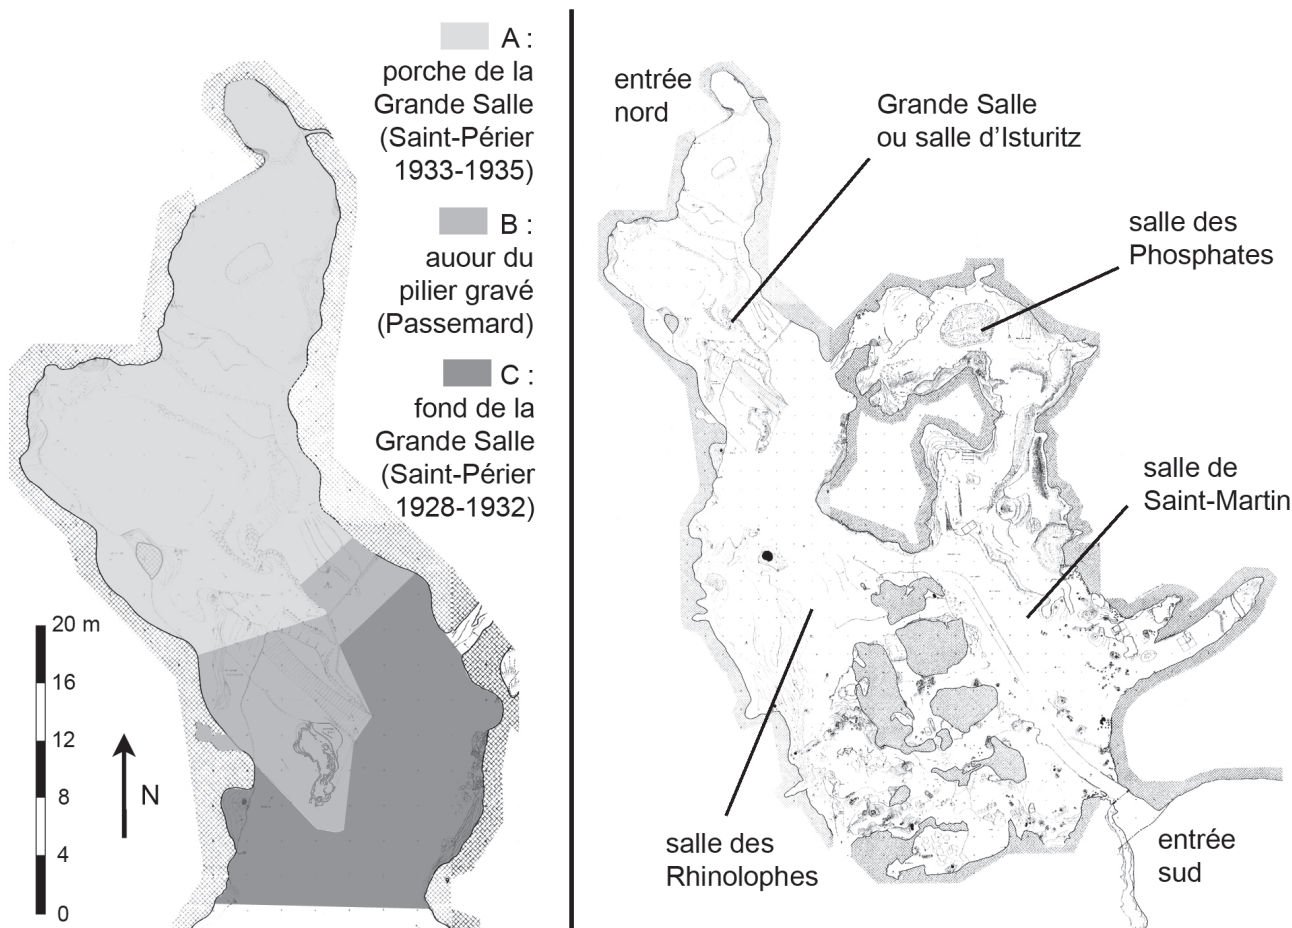 A :
porche de la
Grande Salle
(Saint-Périer
1933-1935)
B :
auour du
pilier gravé
(Passemard)
C :
fond de la
Grande Salle
(Saint-Périer
1928-1932)
20 m
16
12
8
4
0
N
entrée
nord
Grande Salle
ou salle d'Isturitz
salle des
Phosphates
salle de
Saint-Martin
salle des
Rhinolophes
entrée
sud